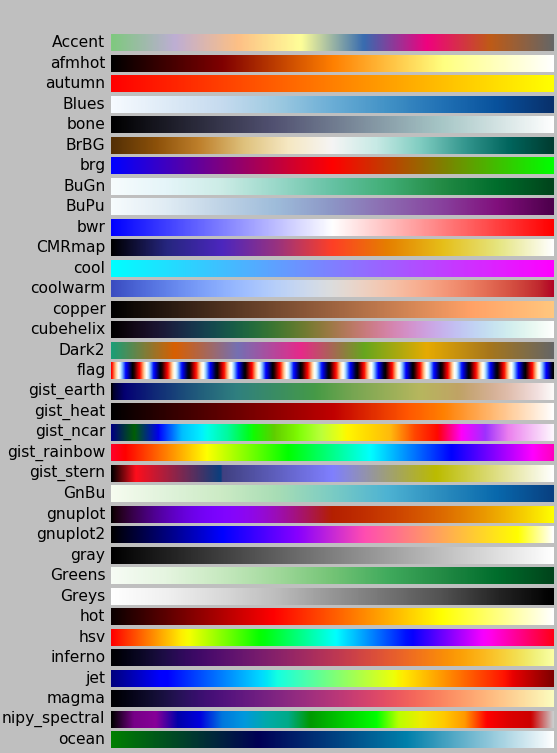 Accent
afmhot
autumn
Blues
bone
BrBG
brg
BuGn
BuPu
bwr
CMRmap
cool
coolwarm
copper
cubehelix
Dark2
flag
gist_earth
gist_heat
gist_ncar
gist_rainbow
gist_stern
GnBu
gnuplot
gnuplot2
gray
Greens
Greys
hot
hsv
inferno
jet
magma
nipy_spectral
ocean